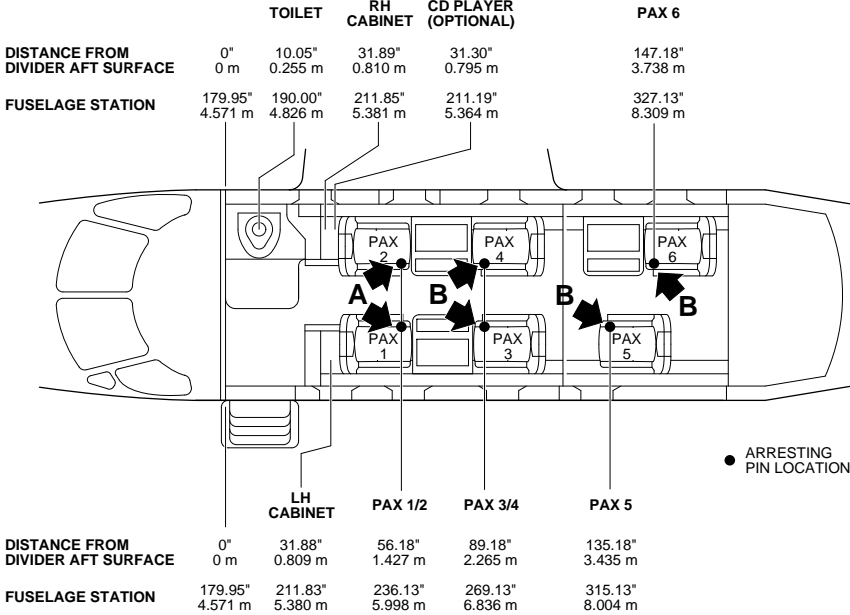 TOILET RH CABINET CD PLAYER (OPTIONAL) PAX 6
DISTANCE FROM DIVIDER AFT SURFACE 0" 10.05" 31.89" 31.30" 147.18"
0 m 0.255 m 0.810 m 0.795 m 3.738 m
FUSELAGE STATION 179.95" 190.00" 211.85" 211.19" 327.13"
4.571 m 4.826 m 5.381 m 5.364 m 8.309 m
PAX 2
PAX 4
PAX 6
A
B
B
B
PAX 1
PAX 3
PAX 5
ARRESTING
PIN LOCATION
LH CABINET PAX 1/2 PAX 3/4 PAX 5
DISTANCE FROM DIVIDER AFT SURFACE 0" 31.88" 56.18" 89.18" 135.18"
0 m 0.809 m 1.427 m 2.265 m 3.435 m
FUSELAGE STATION 179.95" 211.83" 236.13" 269.13" 315.13"
4.571 m 5.380 m 5.998 m 6.836 m 8.004 m